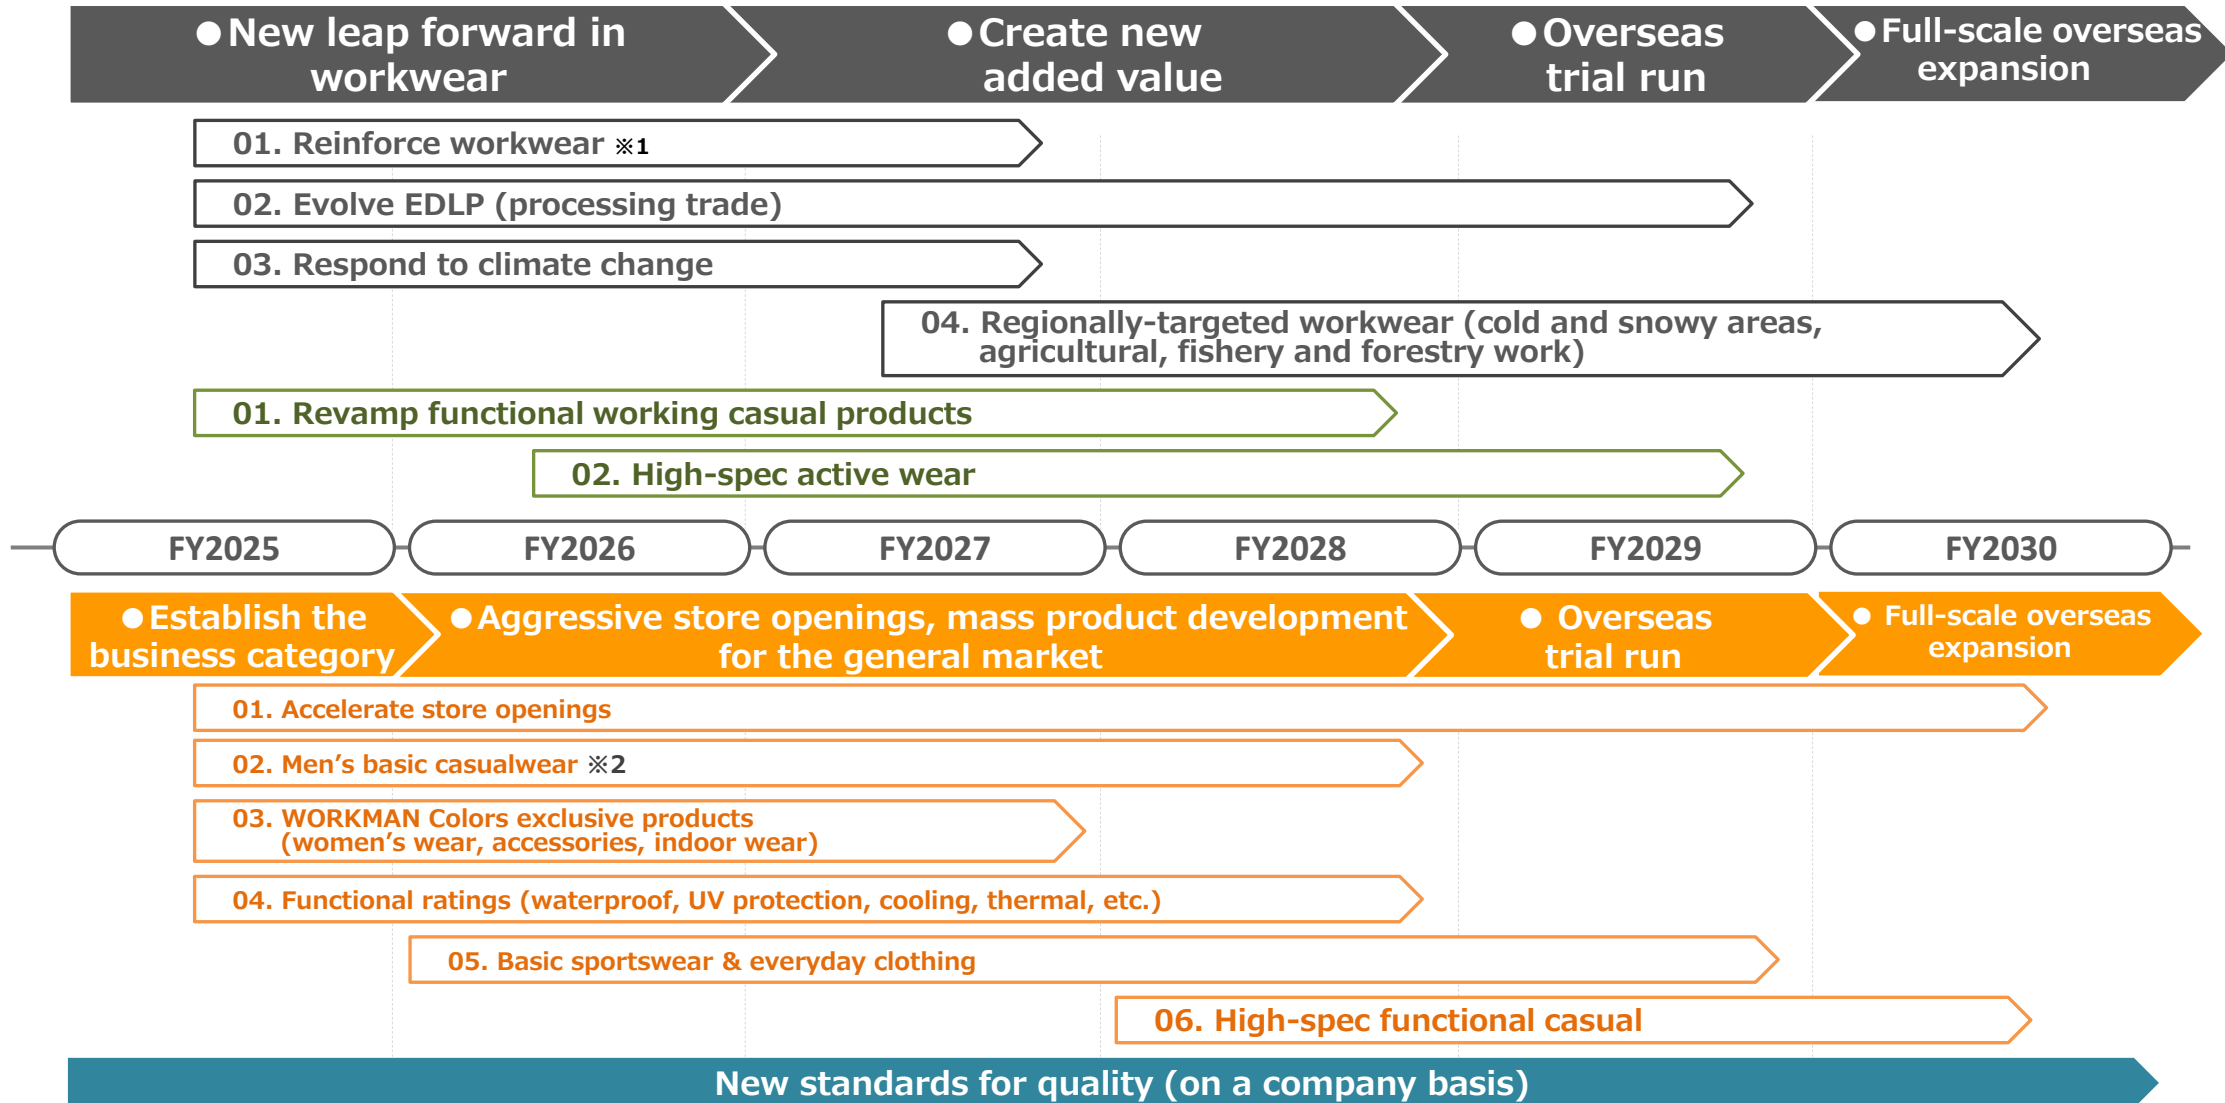 ●New leap forward in
workwear
●Create new
added value
●Overseas
trial run
●Full-scale overseas
expansion
01. Reinforce workwear ※1
02. Evolve EDLP (processing trade)
03. Respond to climate change
04. Regionally-targeted workwear (cold and snowy areas,
agricultural, fishery and forestry work)
01. Revamp functional working casual products
02. High-spec active wear
FY2025
FY2026
FY2027
FY2028
FY2029
FY2030
●Establish the
business category
●Aggressive store openings, mass product development
for the general market
● Overseas
trial run
● Full-scale overseas
expansion
01. Accelerate store openings
02. Men’s basic casualwear ※2
03. WORKMAN Colors exclusive products
(women’s wear, accessories, indoor wear)
04. Functional ratings (waterproof, UV protection, cooling, thermal, etc.)
05. Basic sportswear & everyday clothing
06. High-spec functional casual
New standards for quality (on a company basis)